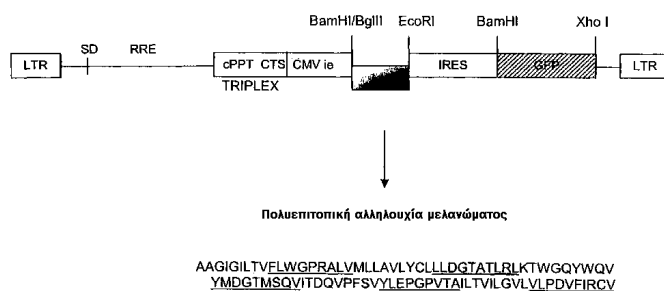 BamHI/BglII EcoRI BamHI Xho I
SD RRE
LTR cPPT CTS CMV ie IRES GFP LTR
TRIPLEX
Πολυεπιτοπική αλληλουχία μελανώματος
AAGIGILTVFLWGPRALVMLLAVLYCLLLDGTATLRLKTWGQYWQV
YMDGTMSQVITDQVPFSVYLEPGPVTAILTVILGVLVLPDVFIRCV